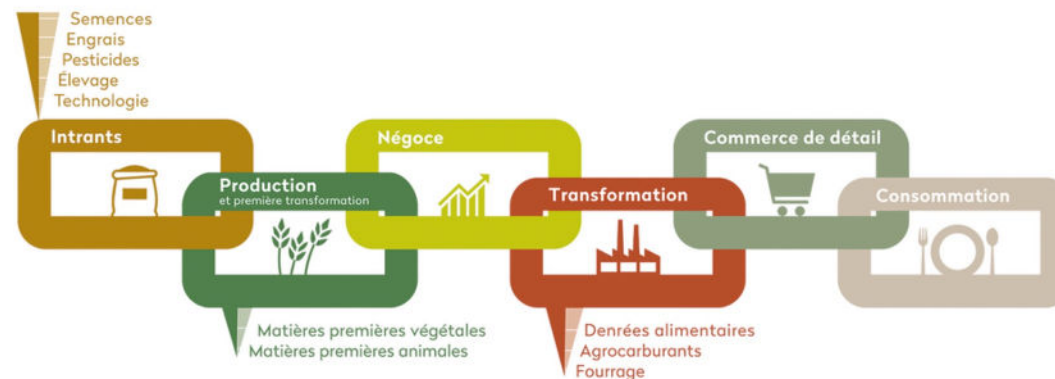 Semences
Engrais
Pesticides
Élevage
Technologie
Intrants
Production
et première transformation
Négoce
Transformation
Commerce de détail
Consommation
Matières premières végétales
Matières premières animales
Denrées alimentaires
Agrocarburants
Fourrage